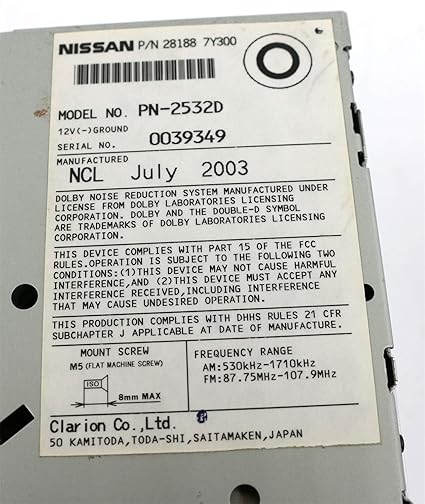 NISSAN P/N 28188 7Y300
MODEL NO. PN-2532D
12V(-)GROUND
SERIAL NO. 0039349
MANUFACTURED
NCL July 2003
DOLBY NOISE REDUCTION SYSTEM MANUFACTURED UNDER
LICENSE FROM DOLBY LABORATORIES LICENSING
CORPORATION. DOLBY AND THE DOUBLE-D SYMBOL
ARE TRADEMARKS OF DOLBY LABORATORIES LICENSING
CORPORATION.
THIS DEVICE COMPLIES WITH PART 15 OF THE FCC
RULES.OPERATION IS SUBJECT TO THE FOLLOWING TWO
CONDITIONS:(1)THIS DEVICE MAY NOT CAUSE HARMFUL
INTERFERENCE,AND (2)THIS DEVICE MUST ACCEPT ANY
INTERFERENCE RECEIVED,INCLUDING INTERFERENCE
THAT MAY CAUSE UNDESIRED OPERATION.
THIS PRODUCTION COMPLIES WITH DHHS RULES 21 CFR
SUBCHAPTER J APPLICABLE AT DATE OF MANUFACTURE.
MOUNT SCREW
M5 (FLAT MACHINE SCREW)
ISO
8mm MAX
FREQUENCY RANGE
AM:530kHz-1710kHz
FM:87.75MHz-107.9MHz
Clarion Co.,Ltd.
50 KAMITODA,TODA-SHI,SAITAMAKEN,JAPAN